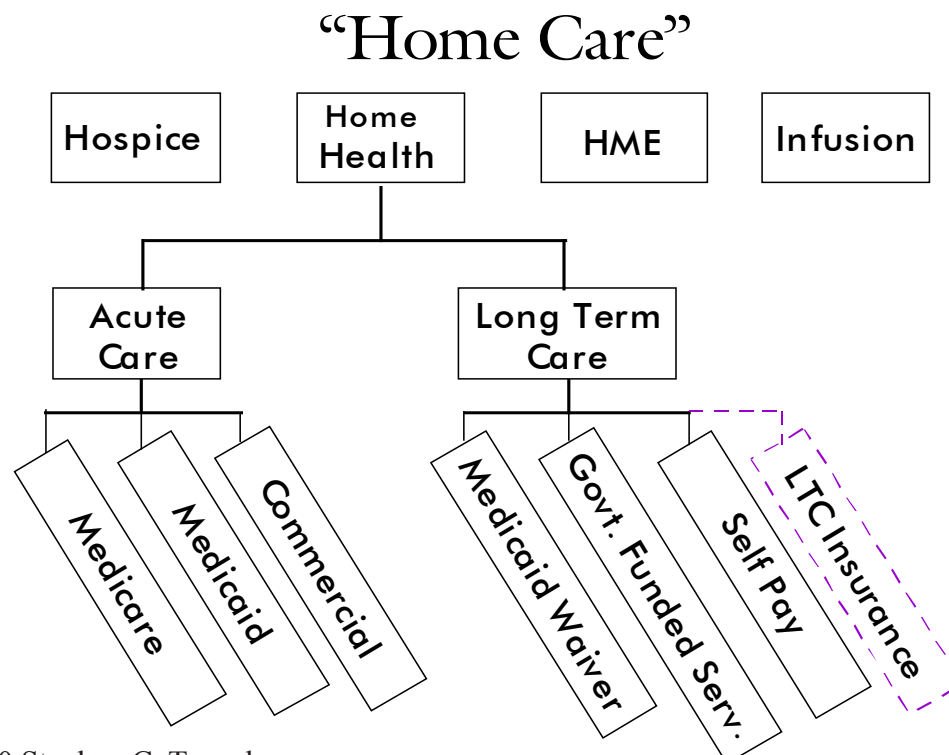 “Home Care”
Hospice
Home
Health
HME
Infusion
Acute
Care
Long Term
Care
Medicare
Medicaid
Commercial
Medicaid Waiver
Govt. Funded Serv.
Self Pay
LTC Insurance